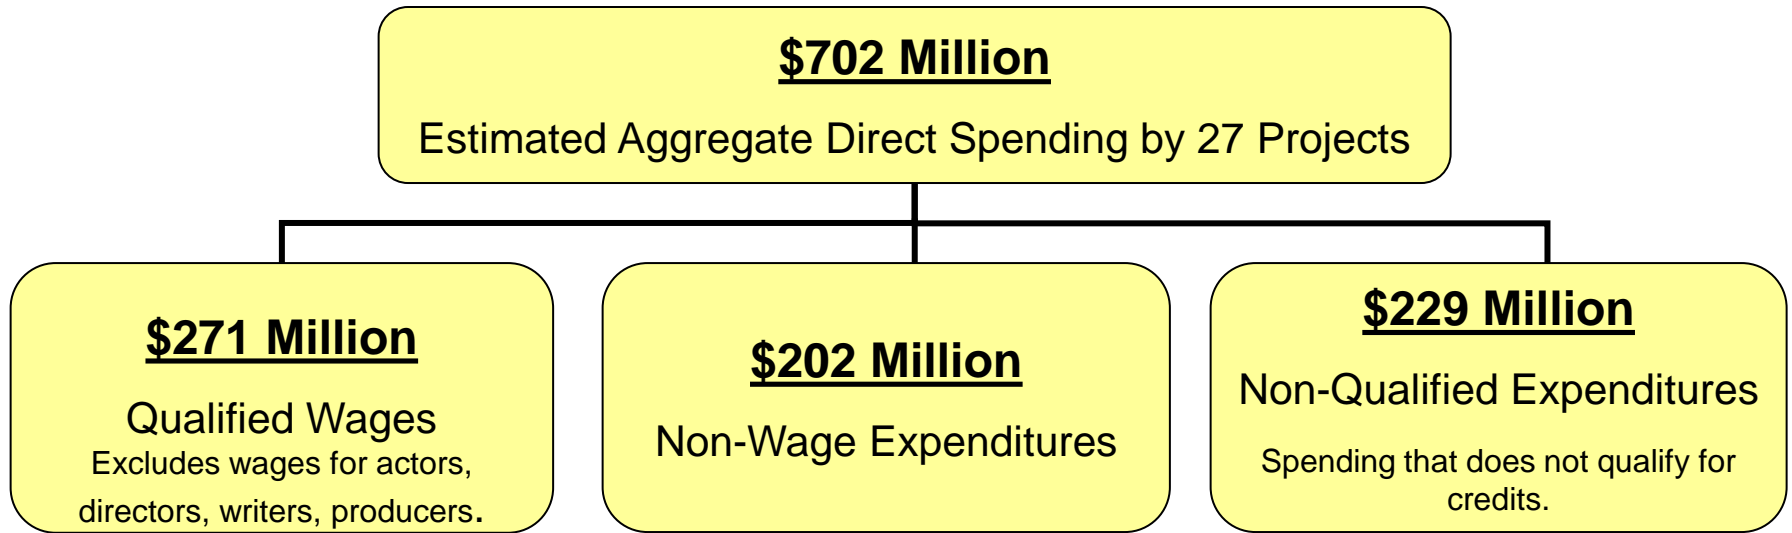 $702 Million
Estimated Aggregate Direct Spending by 27 Projects
$271 Million
Qualified Wages
Excludes wages for actors,
directors, writers, producers.
$202 Million
Non-Wage Expenditures
$229 Million
Non-Qualified Expenditures
Spending that does not qualify for
credits.